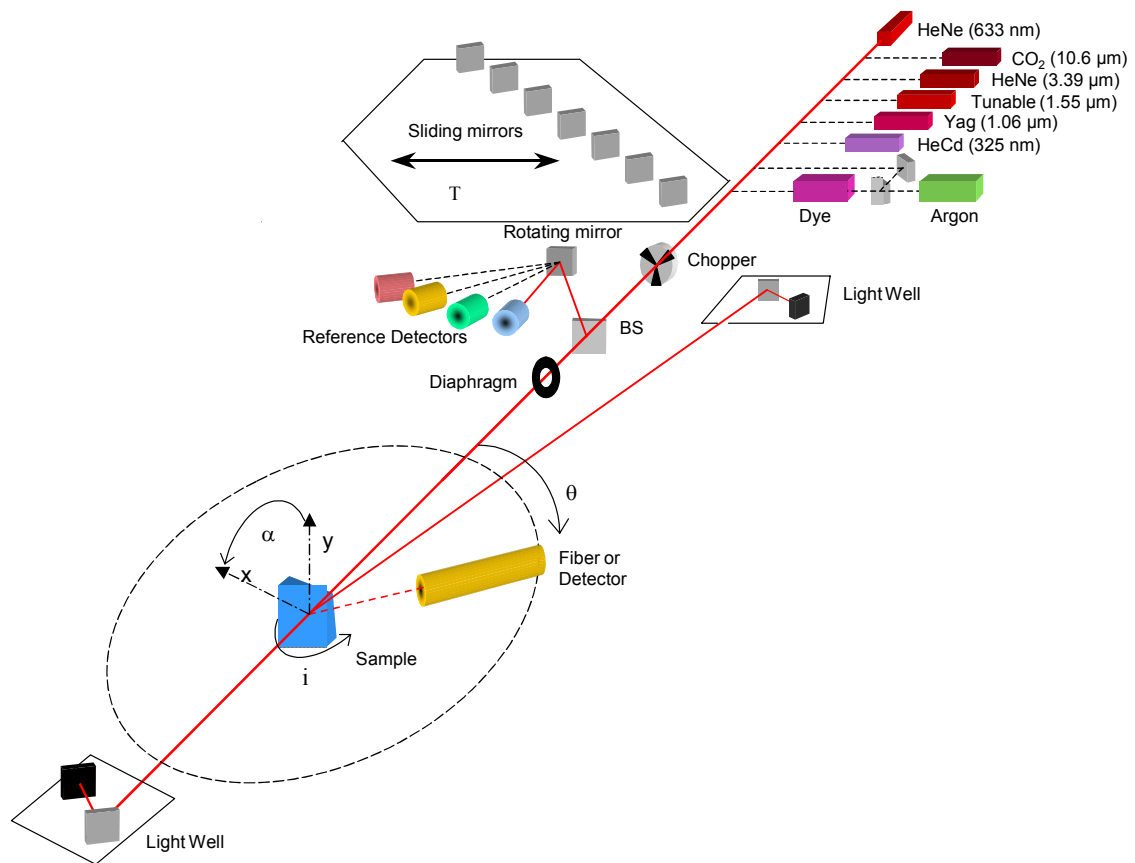 HeNe (633 nm)
CO₂ (10.6 µm)
HeNe (3.39 µm)
Tunable (1.55 µm)
Yag (1.06 µm)
HeCd (325 nm)
Sliding mirrors
T
Dye
Argon
Rotating mirror
Chopper
Light Well
Reference Detectors
BS
Diaphragm
θ
α
y
x
Fiber or
Detector
Sample
i
Light Well